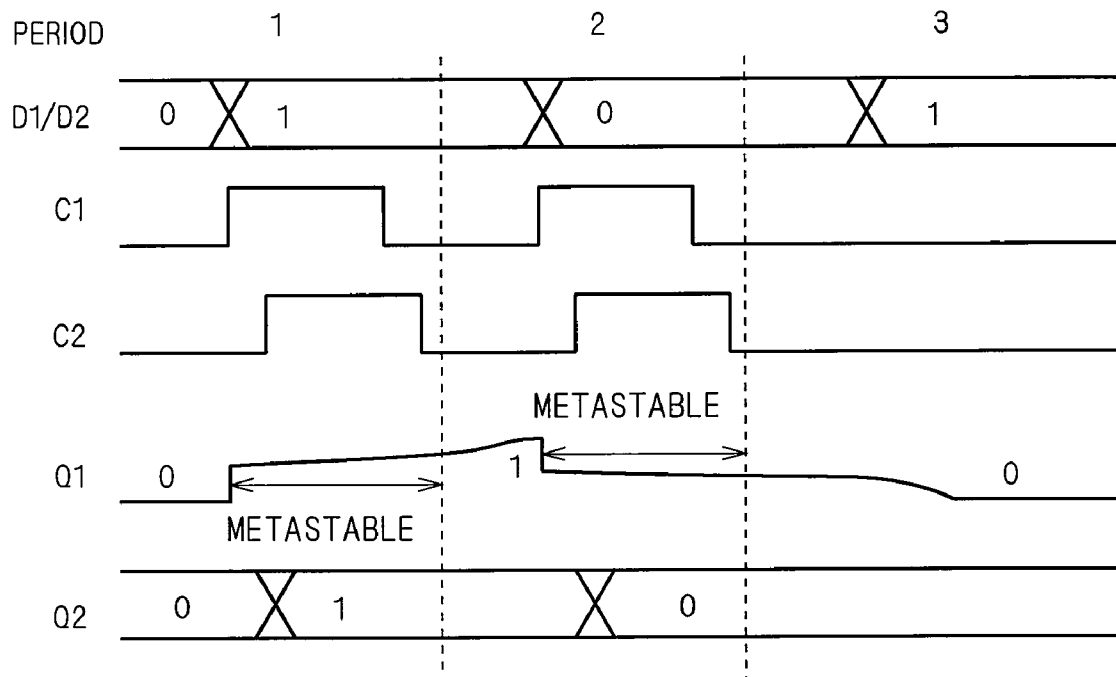 PERIOD 1 2 3
D1/D2 0 1 0 1
C1
C2
METASTABLE
Q1 0 1 0
METASTABLE
Q2 0 1 0